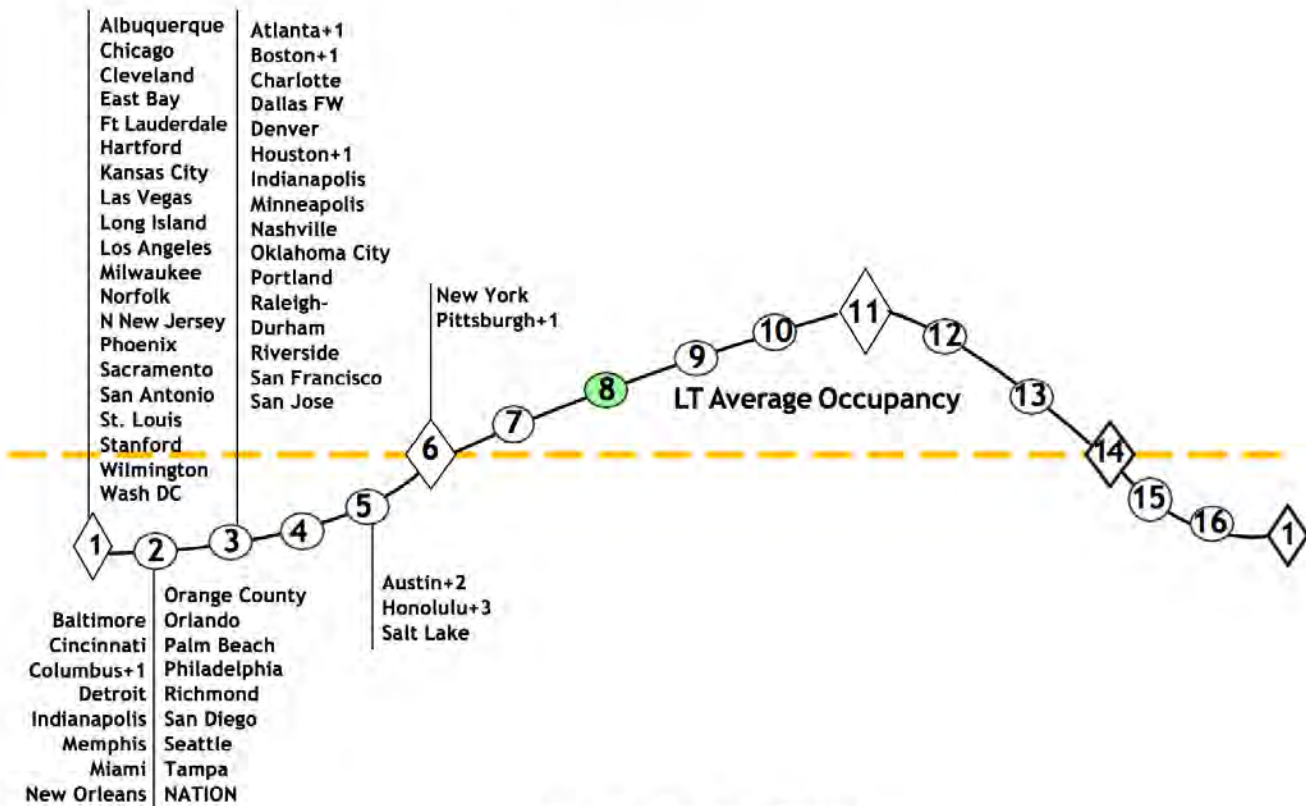 Albuquerque
Chicago
Cleveland
East Bay
Ft Lauderdale
Hartford
Kansas City
Las Vegas
Long Island
Los Angeles
Milwaukee
Norfolk
N New Jersey
Phoenix
Sacramento
San Antonio
St. Louis
Stanford
Wilmington
Wash DC
Atlanta+1
Boston+1
Charlotte
Dallas FW
Denver
Houston+1
Indianapolis
Minneapolis
Nashville
Oklahoma City
Portland
Raleigh-
Durham
Riverside
San Francisco
San Jose
New York
Pittsburgh+1
LT Average Occupancy
1
2
3
4
5
6
7
8
9
10
11
12
13
14
15
16
1
Baltimore
Cincinnati
Columbus+1
Detroit
Indianapolis
Memphis
Miami
New Orleans
Orange County
Orlando
Palm Beach
Philadelphia
Richmond
San Diego
Seattle
Tampa
NATION
Austin+2
Honolulu+3
Salt Lake